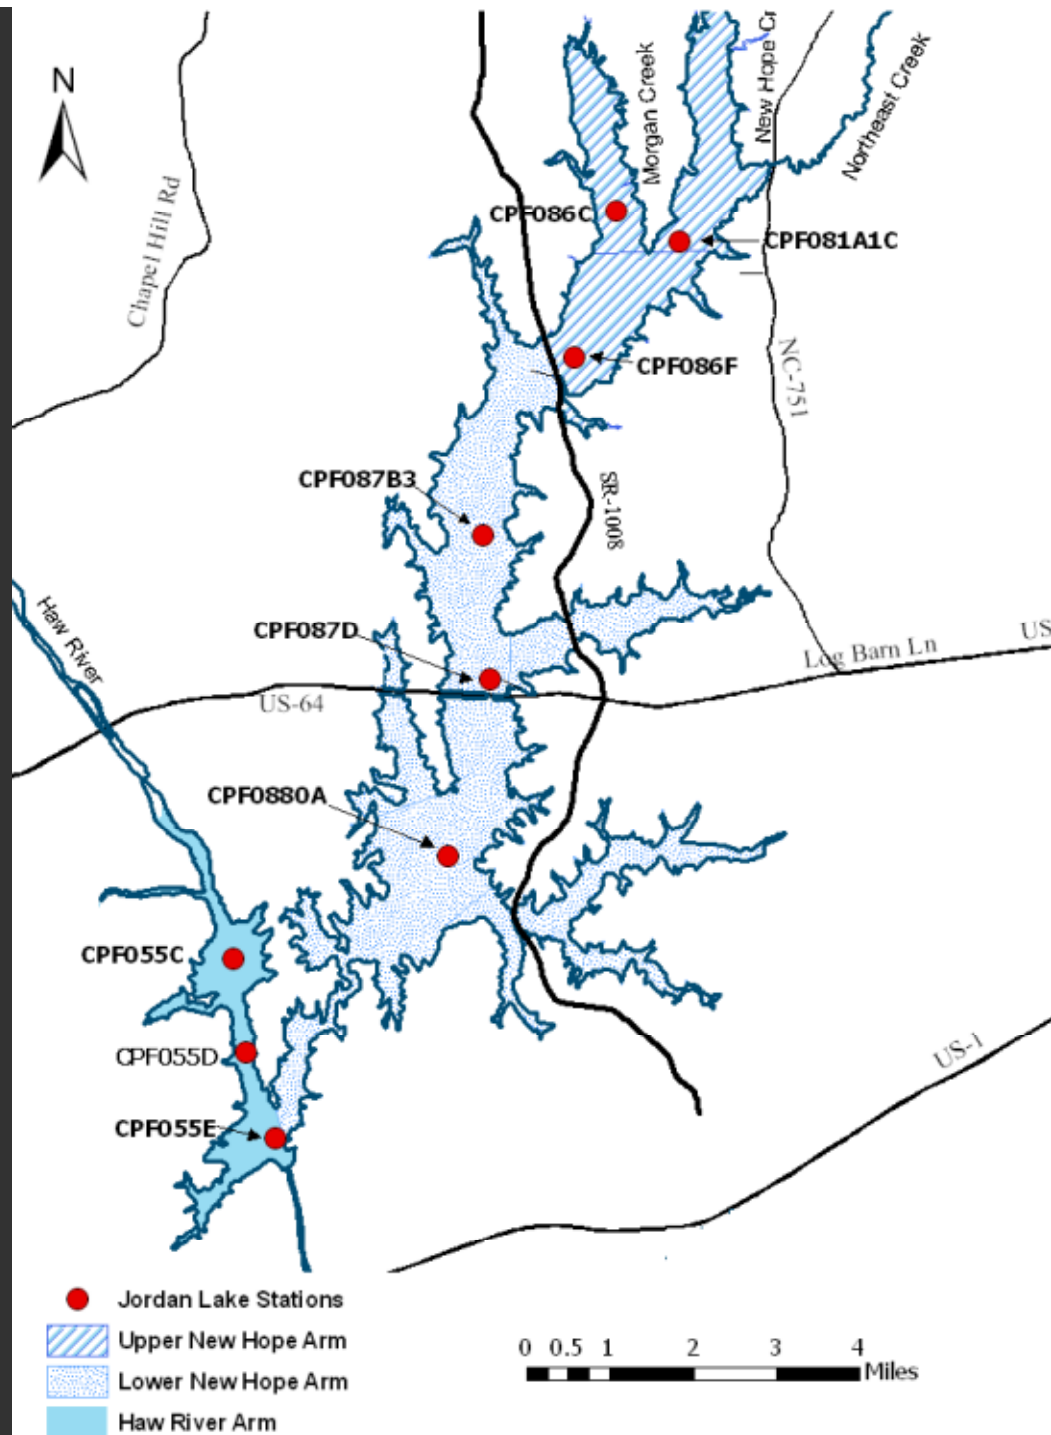 N
Chapel Hill Rd
Morgan Creek
New Hope Cr
Northeast Creek
CPF086C
CPF081A1C
CPF086F
NC-751
CPF087B3
SR-1008
Haw River
CPF087D
US-64
Log Barn Ln
US
CPF0880A
CPF055C
CPF055D
CPF055E
US-1
Jordan Lake Stations
Upper New Hope Arm
Lower New Hope Arm
Haw River Arm
0 0.5 1 2 3 4
Miles